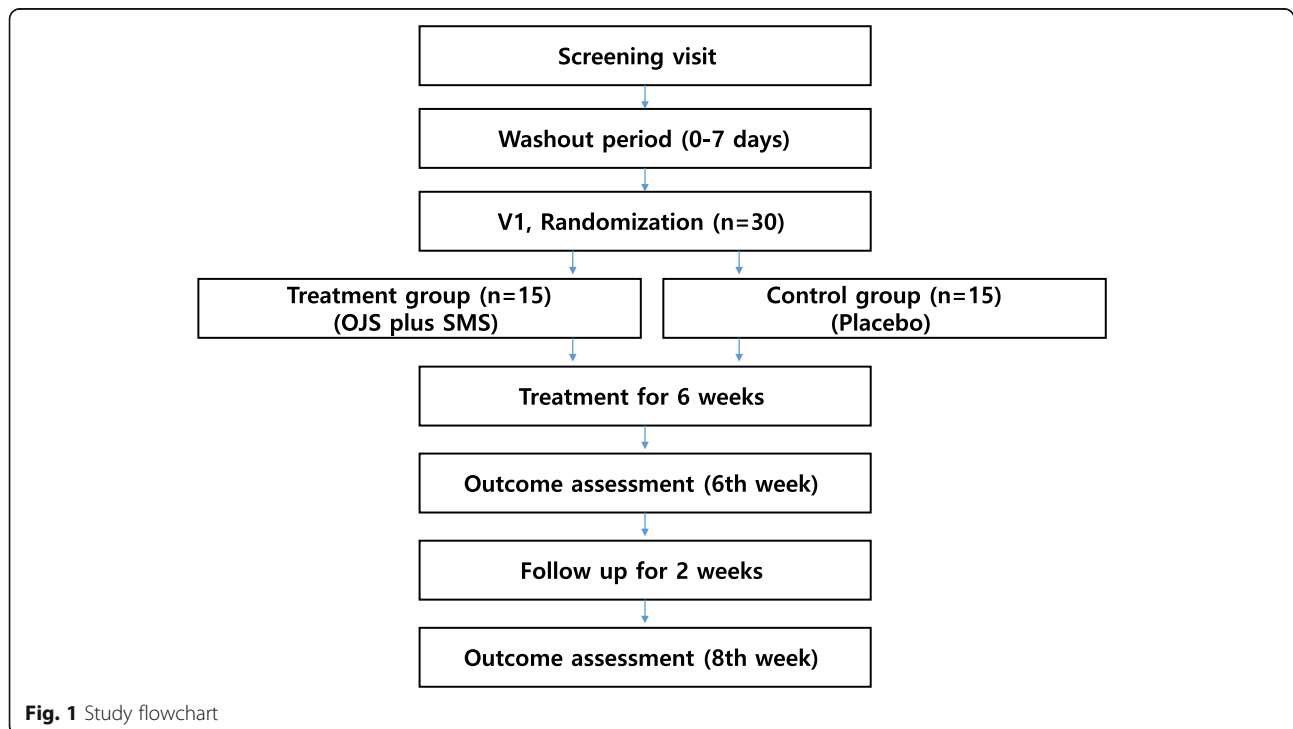 Screening visit
Washout period (0-7 days)
V1, Randomization (n=30)
Treatment group (n=15)
(OJS plus SMS)
Control group (n=15)
(Placebo)
Treatment for 6 weeks
Outcome assessment (6th week)
Follow up for 2 weeks
Outcome assessment (8th week)
Fig. 1 Study flowchart